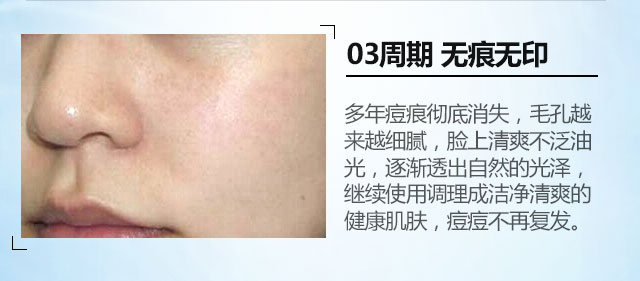 03周期 无痕无印
多年痘痕彻底消失，毛孔越
来越细腻，脸上清爽不泛油
光，逐渐透出自然的光泽，
继续使用调理成洁净清爽的
健康肌肤，痘痘不再复发。